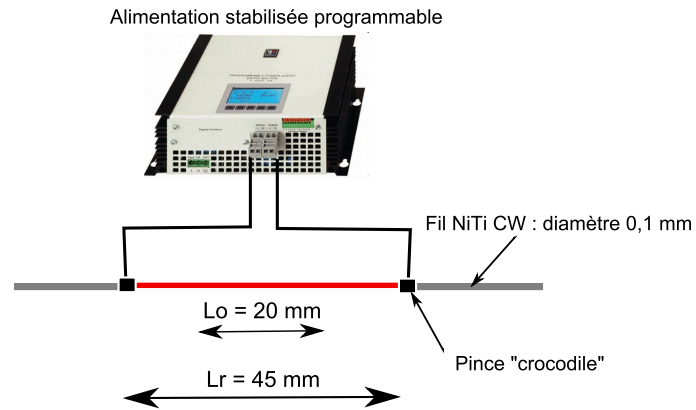 Alimentation stabilisée programmable
Fil NiTi CW : diamètre 0,1 mm
Lo = 20 mm
Pince "crocodile"
Lr = 45 mm